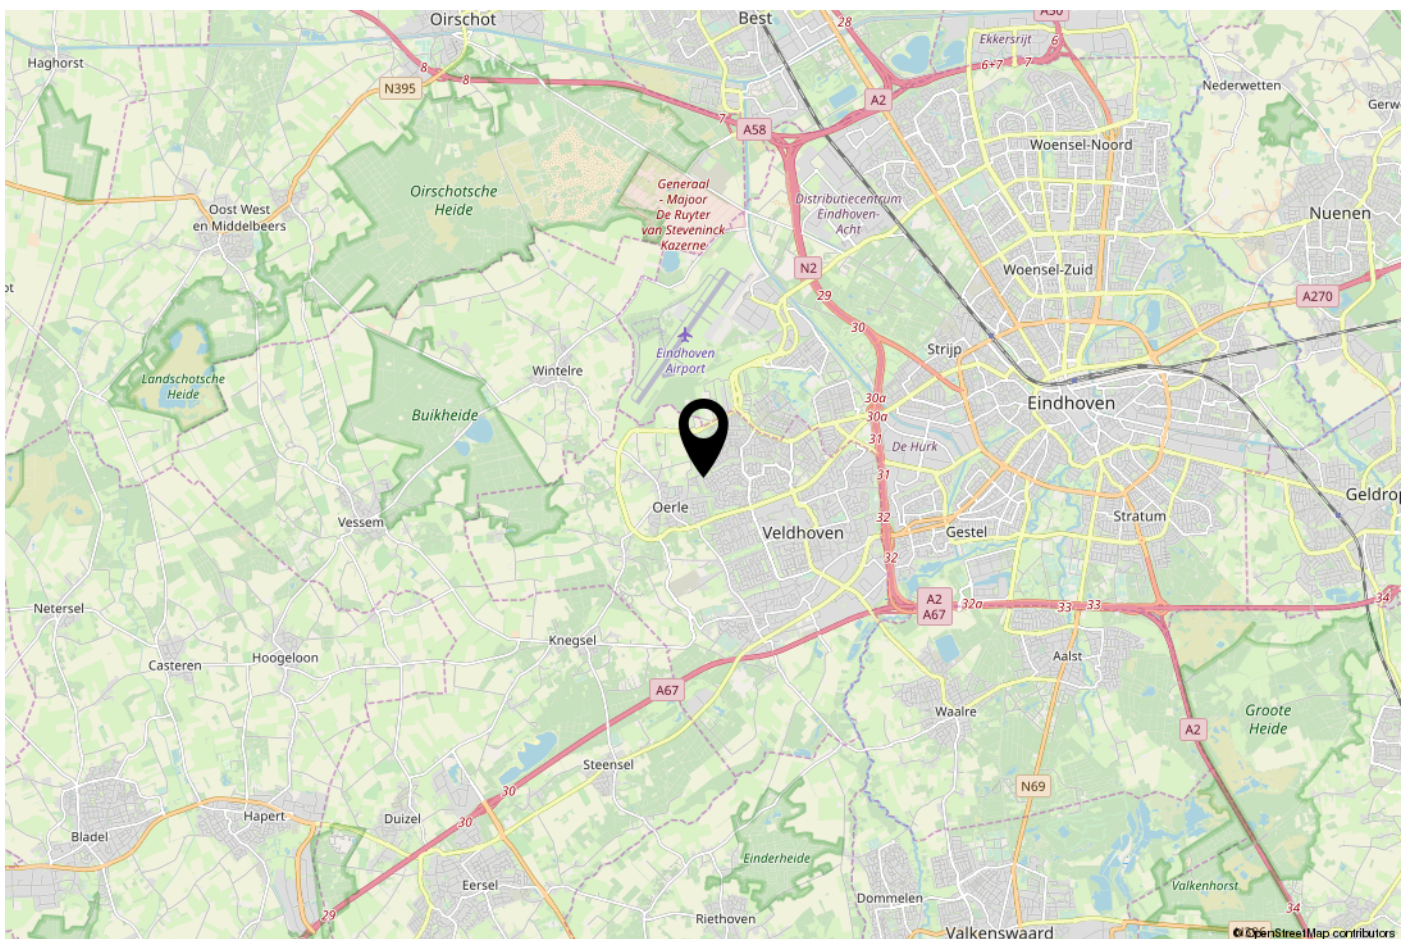 Oirschot
Best
28
A50
Haghorst
8
8
N395
Ekkersrijt
6
6+7
7
Nederwetten
A2
7
A58
Gerw
Woensel-Noord
Oirschotsche
Heide
Generaal
- Majoor
De Ruyter
van Steveninck
Kazerne
Distributiecentrum
Eindhoven-
Acht
Oost West
en Middelbeers
Nuenen
N2
Woensel-Zuid
29
A270
ot
30
Eindhoven
Airport
Strijp
Wintelre
Landschotsche
Heide
30a
Eindhoven
Buikheide
30a
31
De Hurk
31
Geldrop
Oerle
Vessem
32
Stratum
Veldhoven
Gestel
32
A2
A67
32a
33
33
34
Netersel
Knegsel
Casteren
Hoogeloon
Aalst
A67
Waalre
Groote
Heide
A2
Steensel
30
N69
Hapert
Duizel
30
Bladel
Einderheide
Eersel
Valkenhorst
Dommelen
29
Riethoven
34
Valkenswaard
N396
© OpenStreetMap contributors